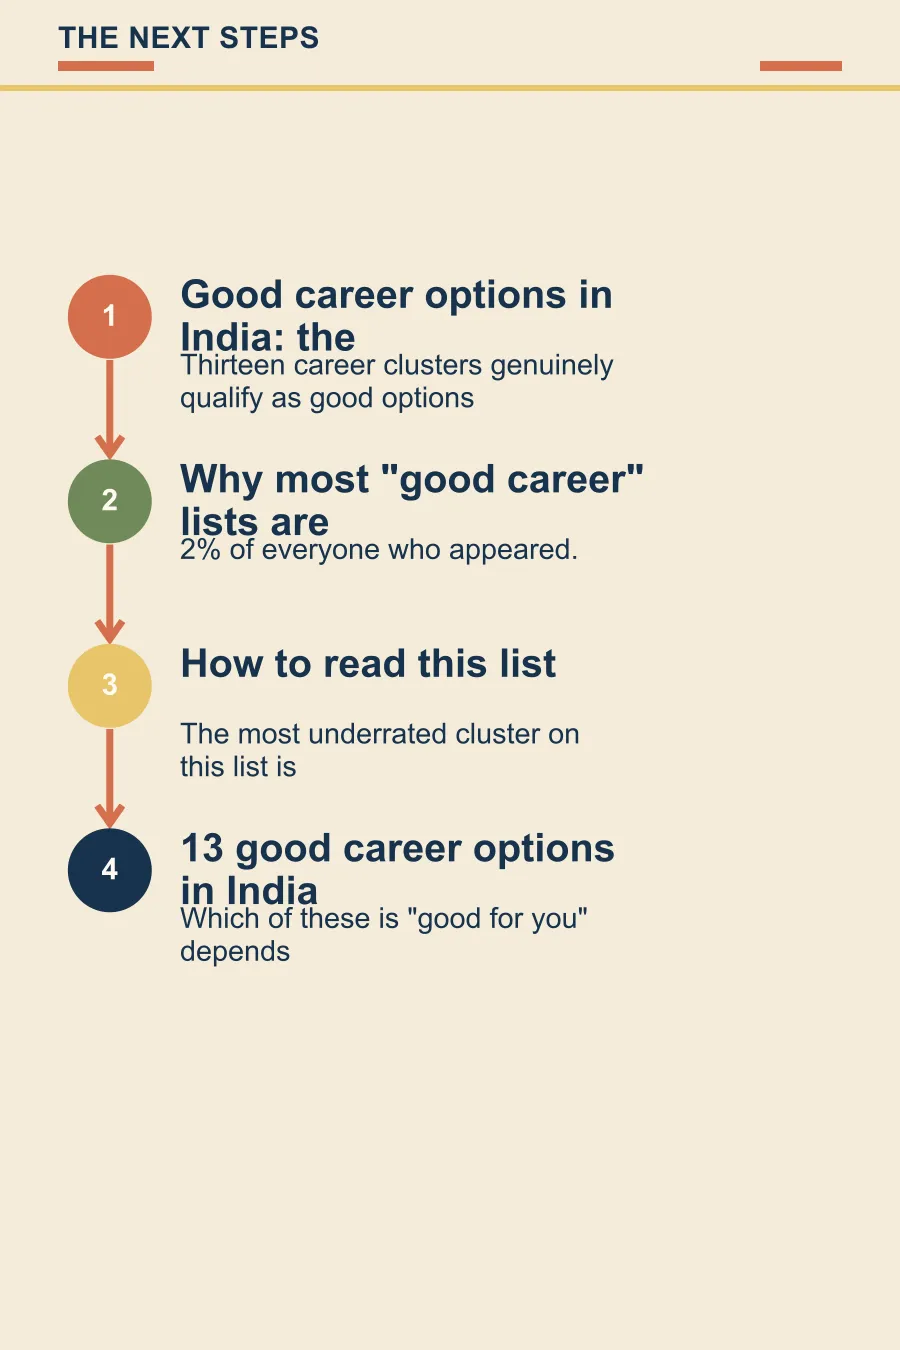 THE NEXT STEPS
1
Good career options in
India: the
Thirteen career clusters genuinely
qualify as good options
2
Why most "good career"
lists are
2% of everyone who appeared.
3
How to read this list
The most underrated cluster on
this list is
4
13 good career options
in India
Which of these is "good for you"
depends